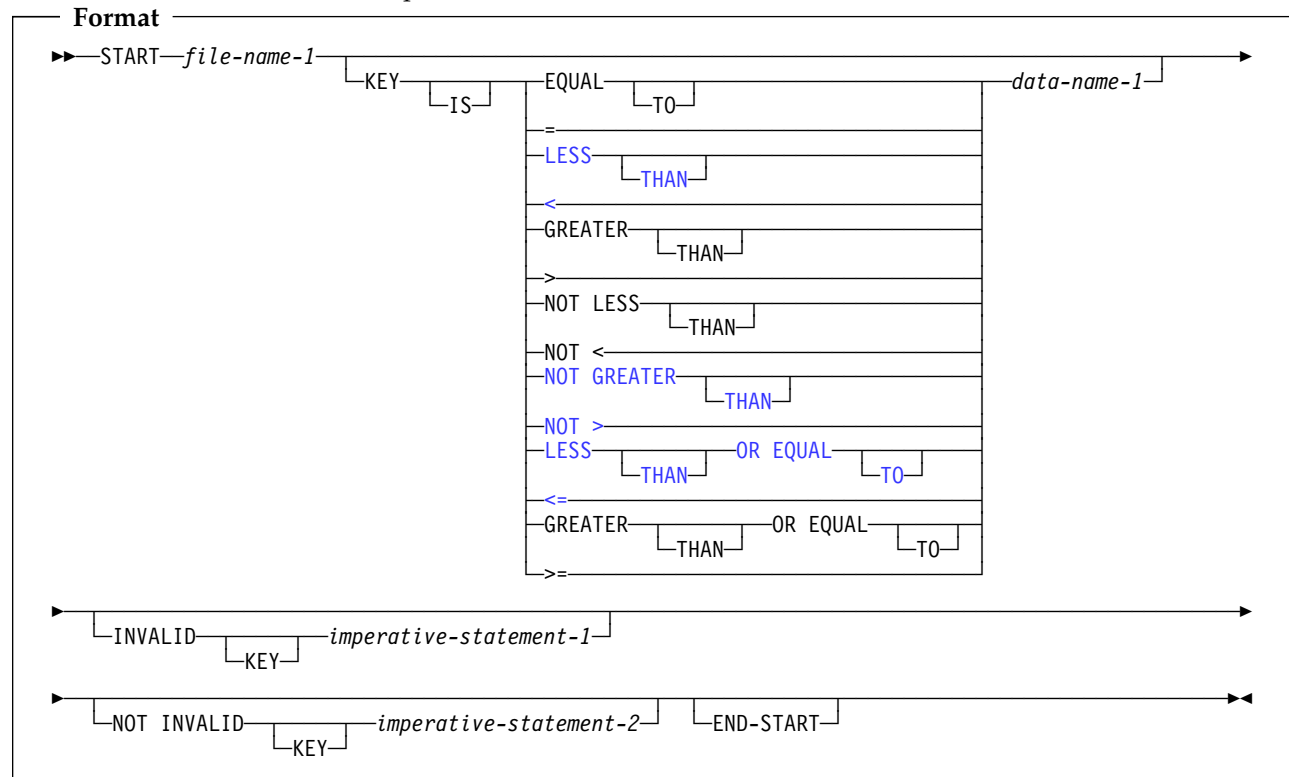 Format
START file-name-1
KEY IS EQUAL TO data-name-1
=
LESS THAN
<
GREATER THAN
>
NOT LESS THAN
NOT <
NOT GREATER THAN
NOT >
LESS THAN OR EQUAL TO
<=
GREATER THAN OR EQUAL TO
>=
INVALID KEY imperative-statement-1
NOT INVALID KEY imperative-statement-2 END-START